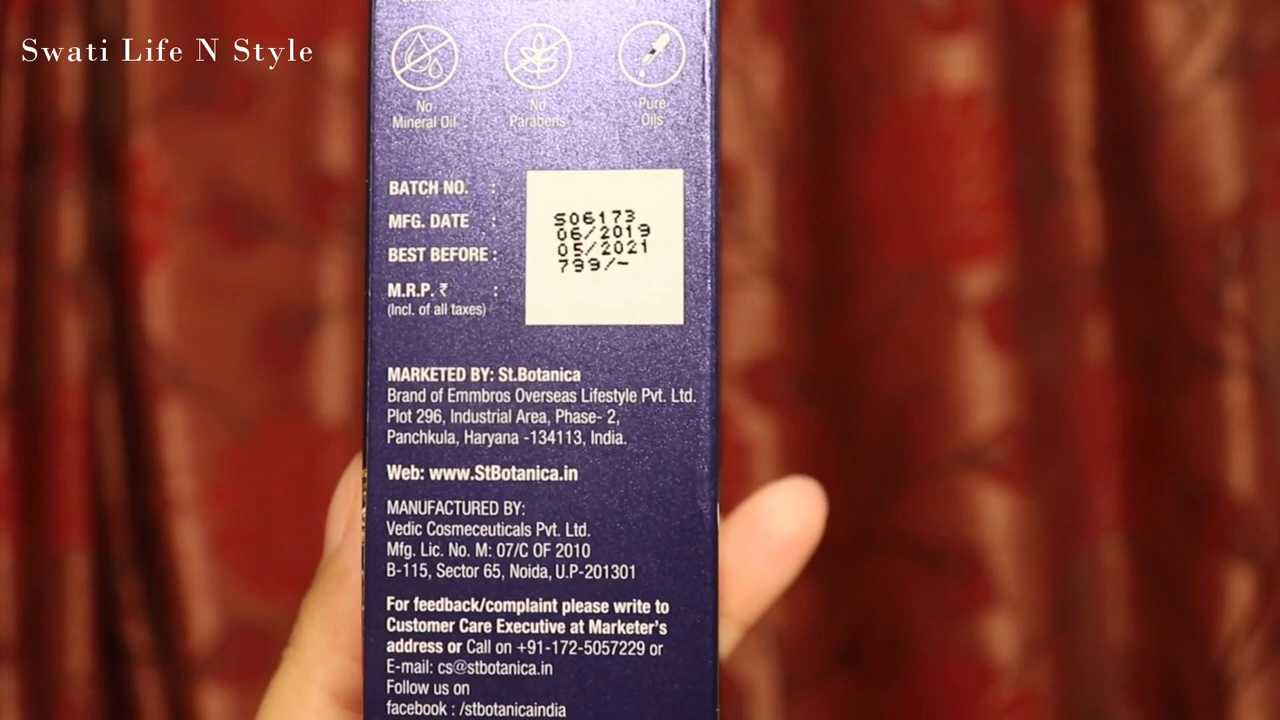 Swati Life N Style
No
Mineral Oil
No
Parabens
Pure
Oils
BATCH NO. : S06173
MFG. DATE : 06/2019
BEST BEFORE : 05/2021
M.R.P. ₹ : 799/-
(Incl. of all taxes)
MARKETED BY: St.Botanica
Brand of Emmbros Overseas Lifestyle Pvt. Ltd.
Plot 296, Industrial Area, Phase- 2,
Panchkula, Haryana -134113, India.
Web: www.StBotanica.in
MANUFACTURED BY:
Vedic Cosmeceuticals Pvt. Ltd.
Mfg. Lic. No. M: 07/C OF 2010
B-115, Sector 65, Noida, U.P-201301
For feedback/complaint please write to
Customer Care Executive at Marketer's
address or Call on +91-172-5057229 or
E-mail: cs@stbotanica.in
Follow us on
facebook : /stbotanicaindia